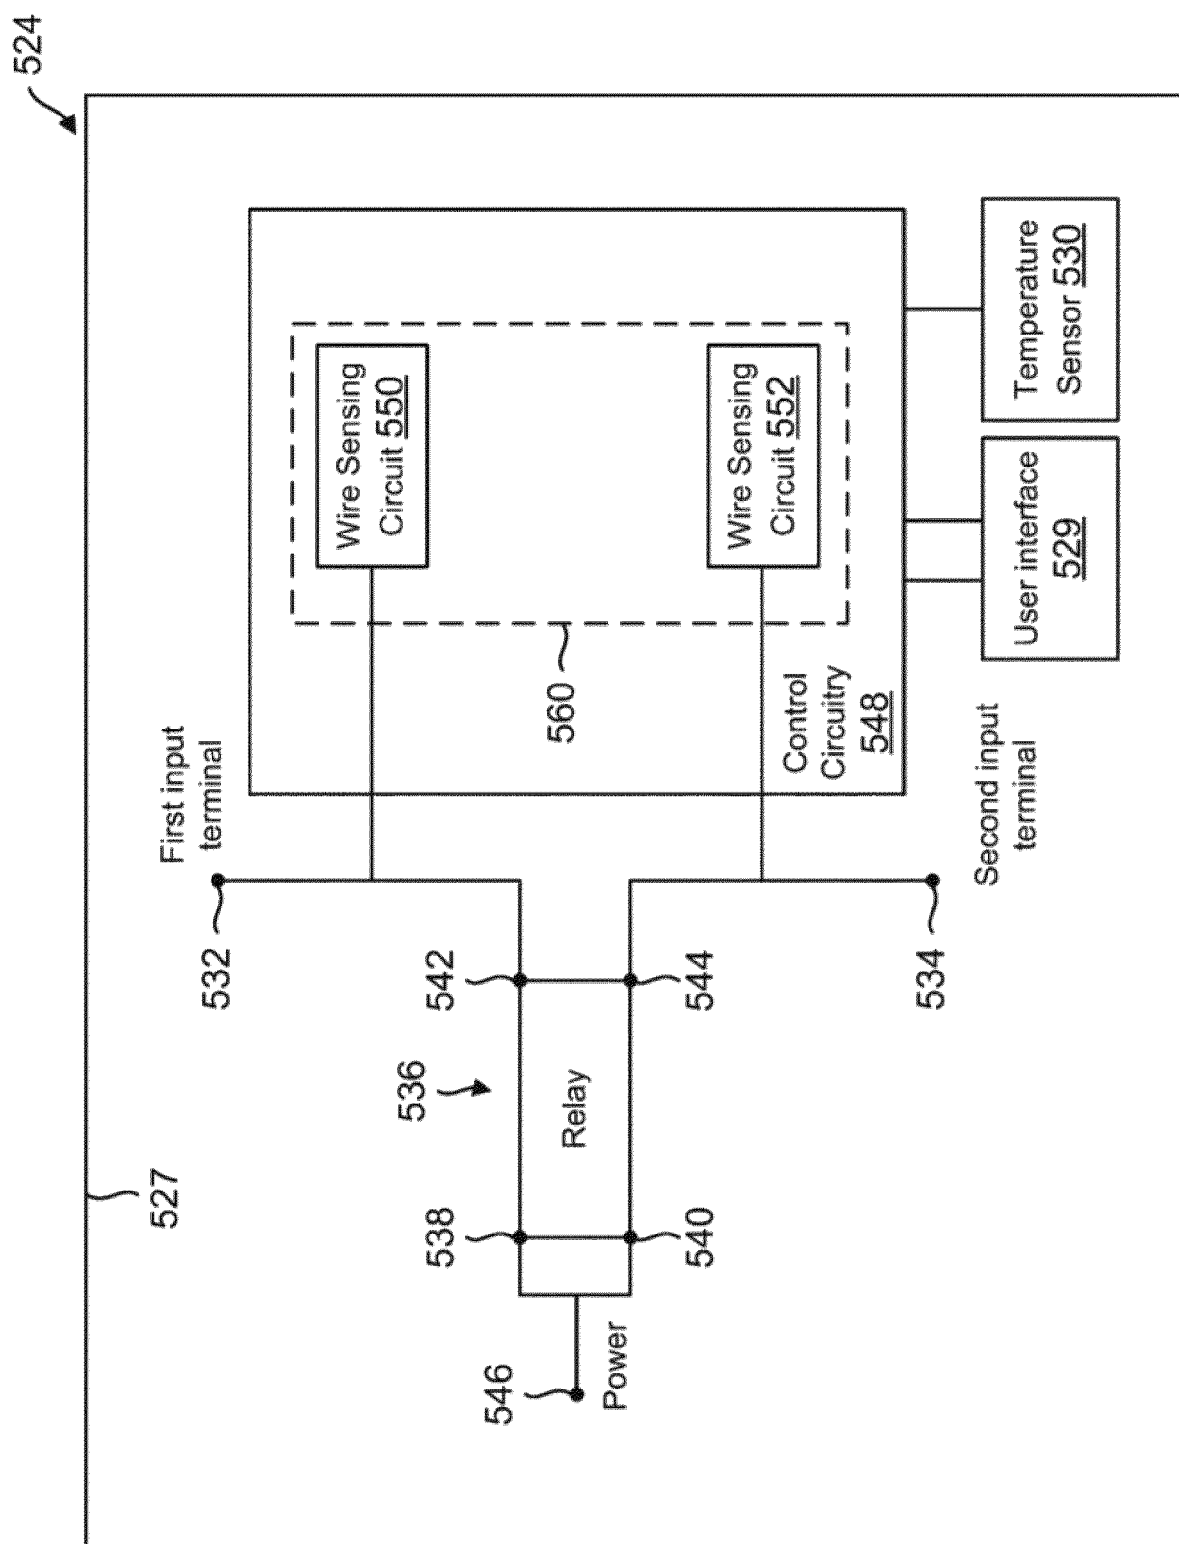 524
527
First input
terminal
532
Wire Sensing
Circuit 550
560
Wire Sensing
Circuit 552
Control
Circuitry
548
542
536
Relay
538
544
540
546
Power
534
Second input
terminal
User interface
529
Temperature
Sensor 530